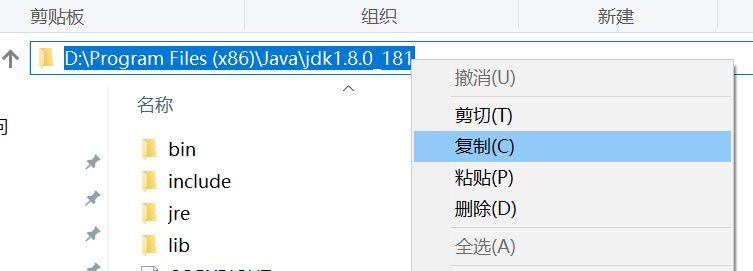 剪贴板 组织 新建
D:\Program Files (x86)\Java\jdk1.8.0_181
撤消(U)
剪切(T)
复制(C)
粘贴(P)
删除(D)
全选(A)
名称
bin
include
jre
lib